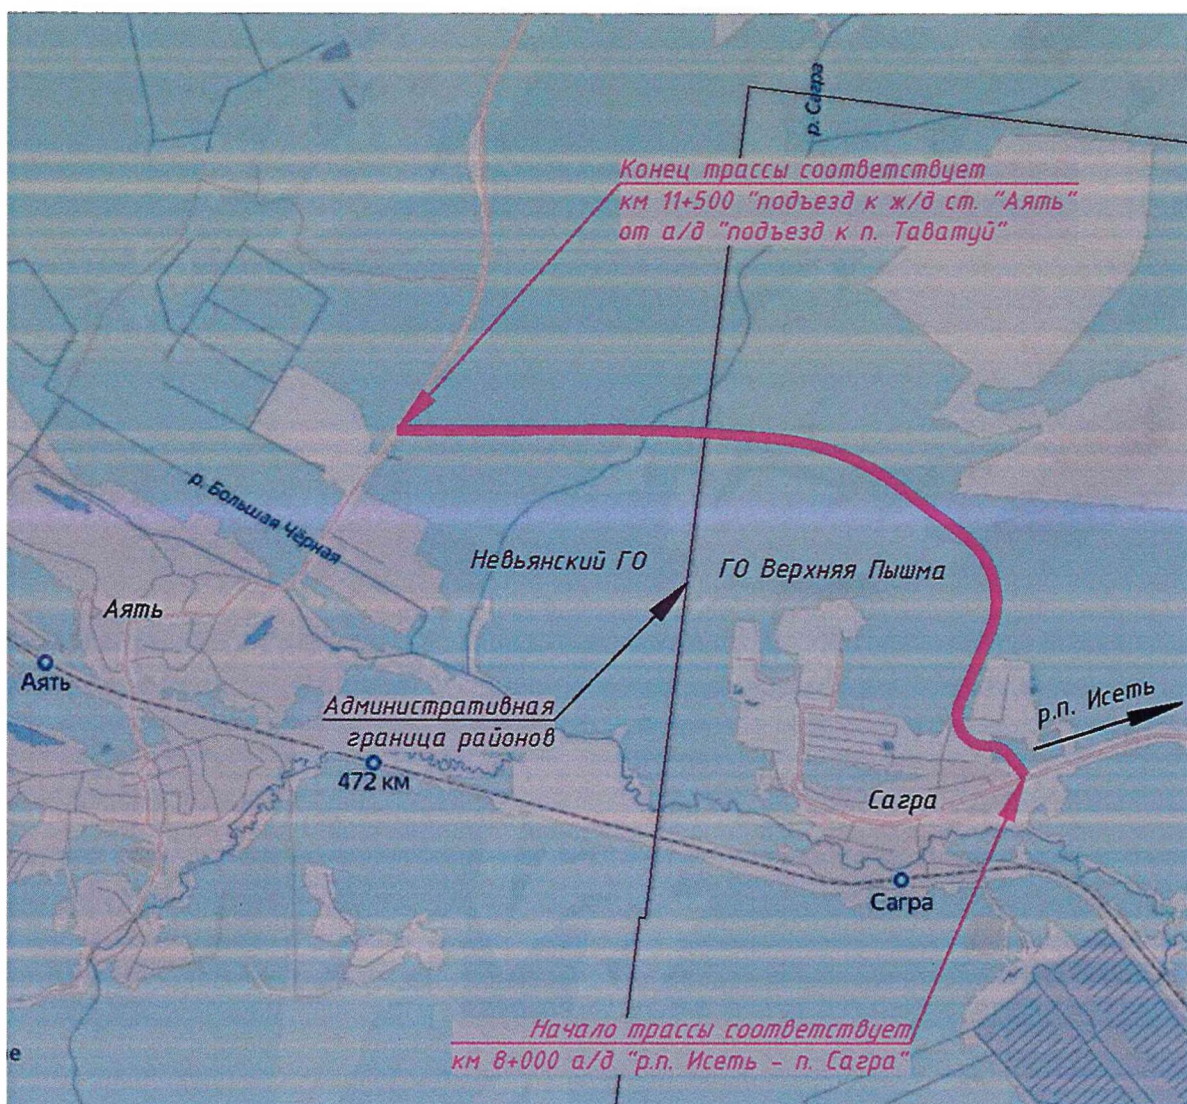 р. Сагра
Конец трассы соответствует
км 11+500 "подъезд к ж/д ст. "Аять"
от а/д "подъезд к п. Таватуй"
р. Большая Чёрная
Невьянский ГО
ГО Верхняя Пышма
Аять
Аять
Административная
граница районов
р.п. Исеть
472 км
Сагра
Сагра
Начало трассы соответствует
км 8+000 а/д "р.п. Исеть - п. Сагра"
ое